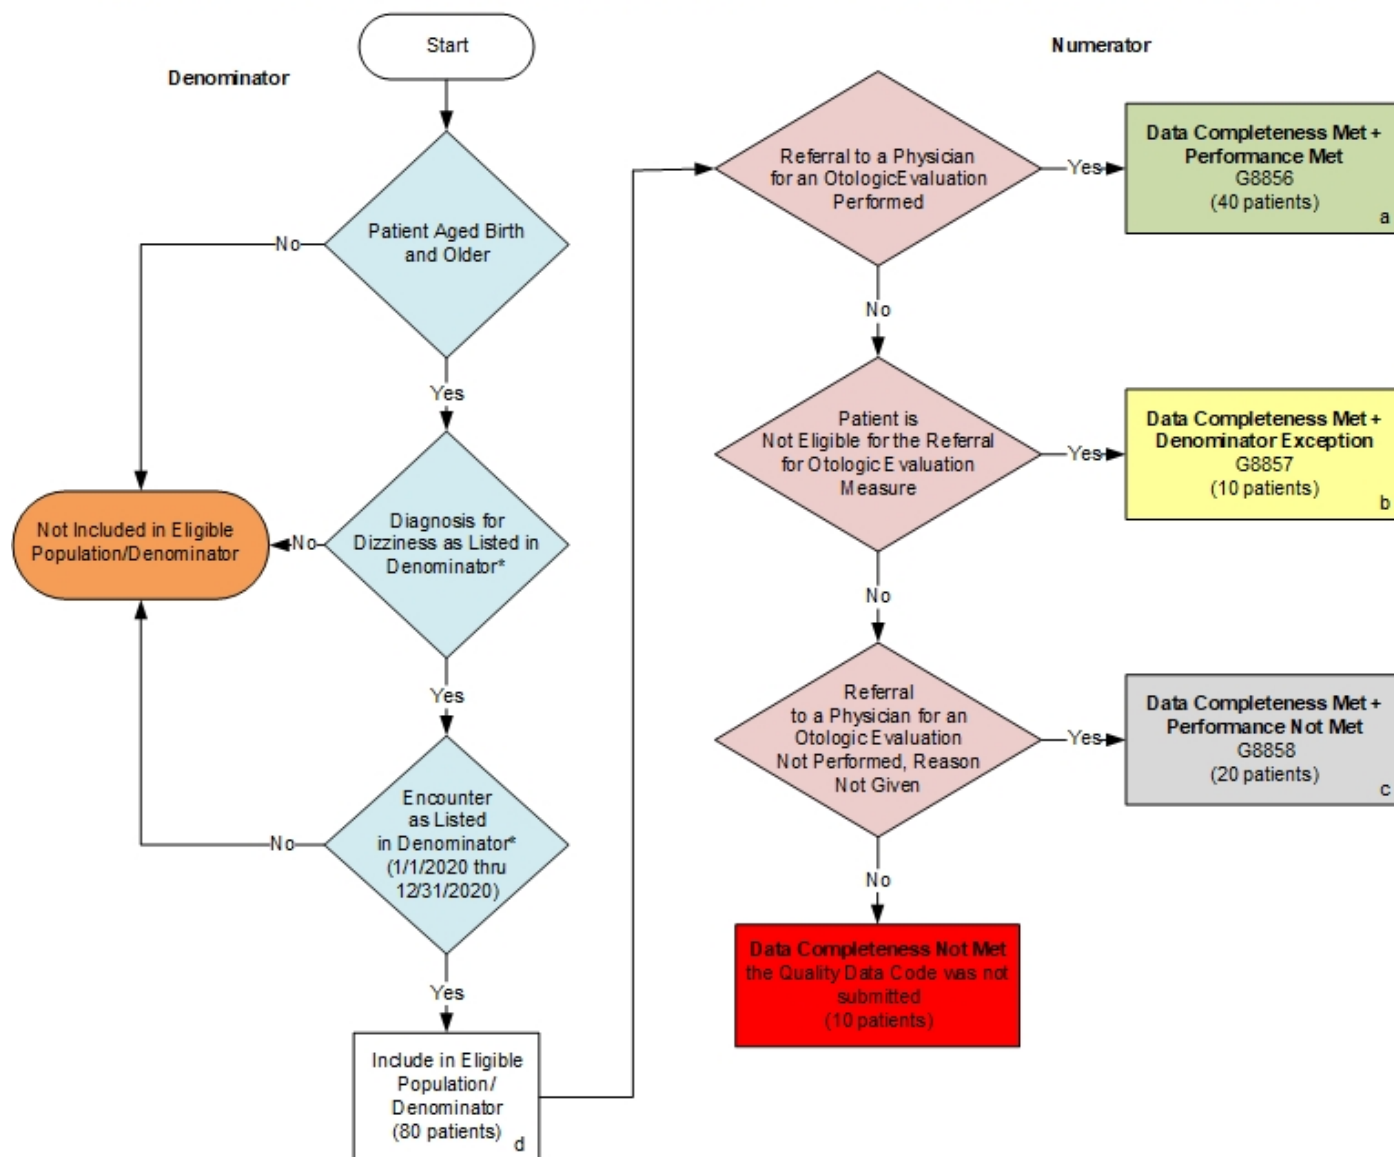 Start
Denominator
Patient Aged Birth
and Older
No
Yes
Diagnosis for
Dizziness as Listed in
Denominator*
No
Not Included in Eligible
Population/Denominator
Yes
Encounter
as Listed
in Denominator*
(1/1/2020 thru
12/31/2020)
No
Yes
Include in Eligible
Population/
Denominator
(80 patients)
d
Numerator
Referral to a Physician
for an OtologicEvaluation
Performed
Yes
Data Completeness Met +
Performance Met
G8856
(40 patients)
a
No
Patient is
Not Eligible for the Referral
for Otologic Evaluation
Measure
Yes
Data Completeness Met +
Denominator Exception
G8857
(10 patients)
b
No
Referral
to a Physician for an
Otologic Evaluation
Not Performed, Reason
Not Given
Yes
Data Completeness Met +
Performance Not Met
G8858
(20 patients)
c
No
Data Completeness Not Met
the Quality Data Code was not
submitted
(10 patients)